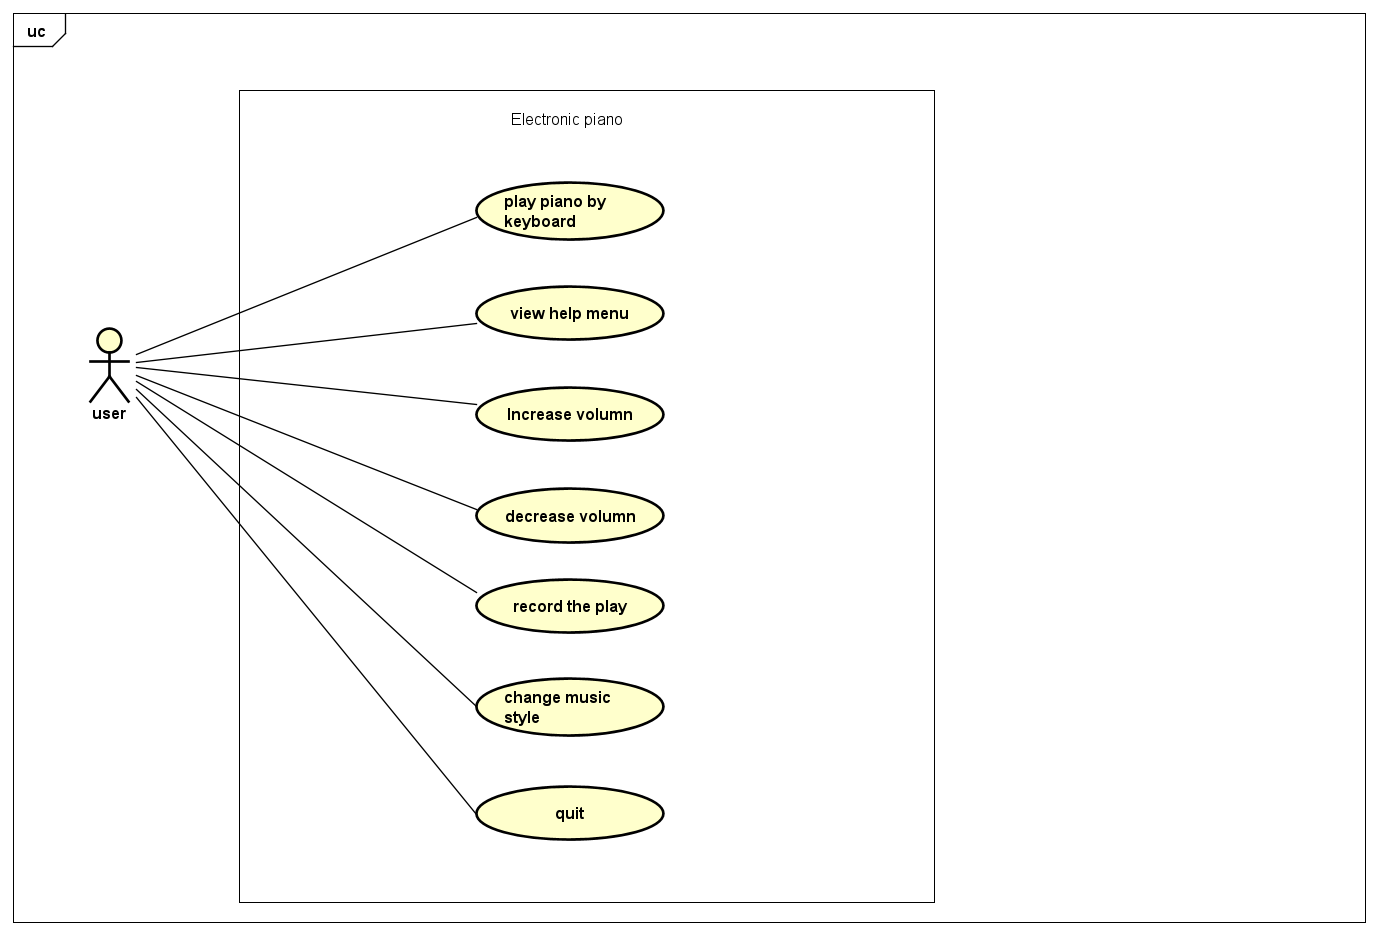 uc
Electronic piano
play piano by
keyboard
view help menu
Increase volumn
decrease volumn
record the play
change music
style
quit
user